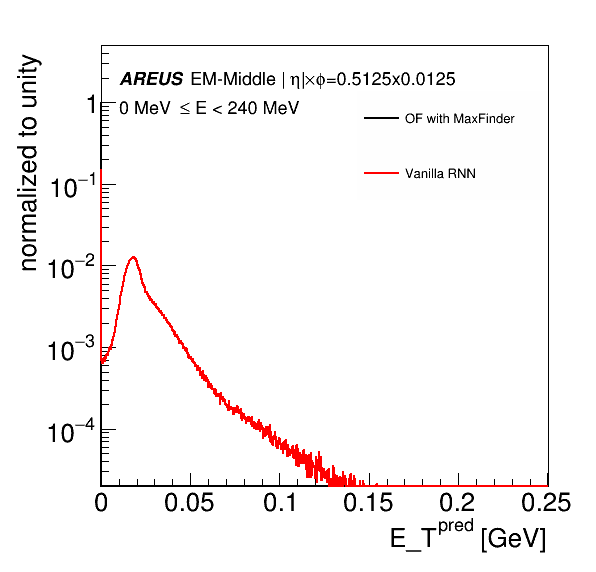 AREUS EM-Middle | η|×ϕ=0.5125x0.0125
0 MeV ≤ E < 240 MeV
OF with MaxFinder
Vanilla RNN
normalized to unity
1
10⁻¹
10⁻²
10⁻³
10⁻⁴
0 0.05 0.1 0.15 0.2 0.25
E_T^pred [GeV]